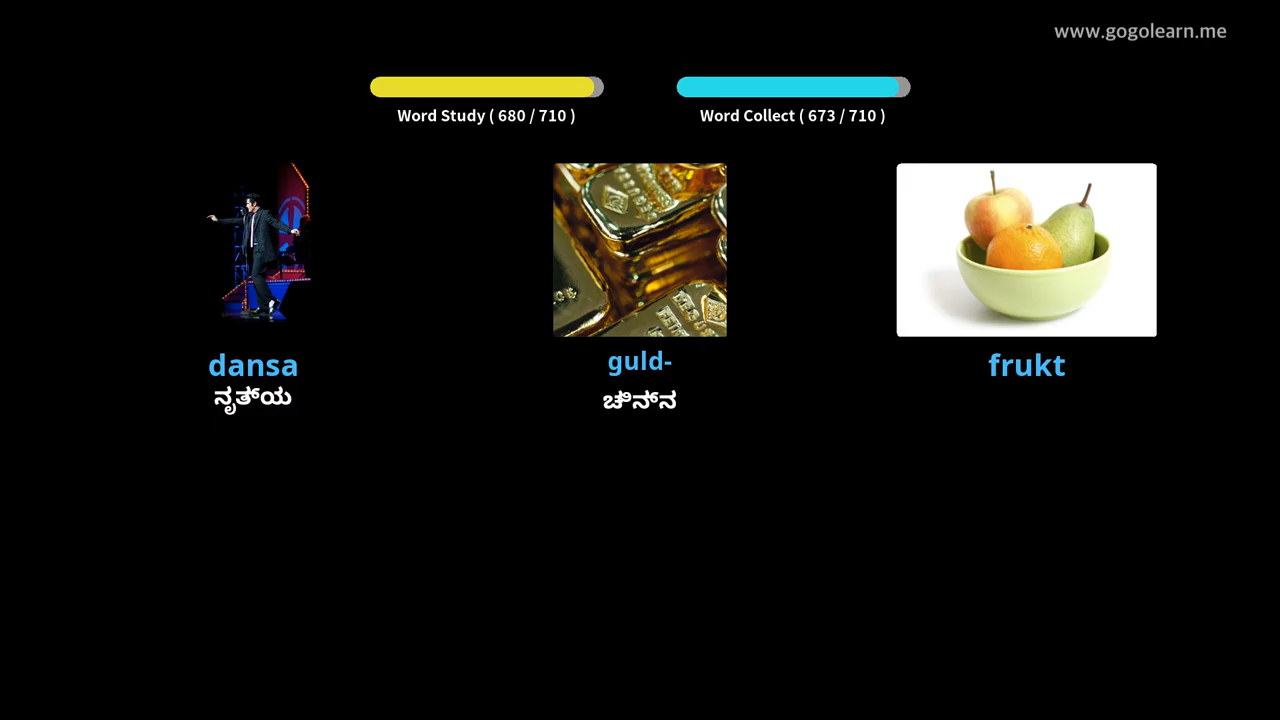 www.gogolearn.me
Word Study ( 680 / 710 )
Word Collect ( 673 / 710 )
dansa
guld-
frukt
ನೃತ್ಯ
ಚಿನ್ನ